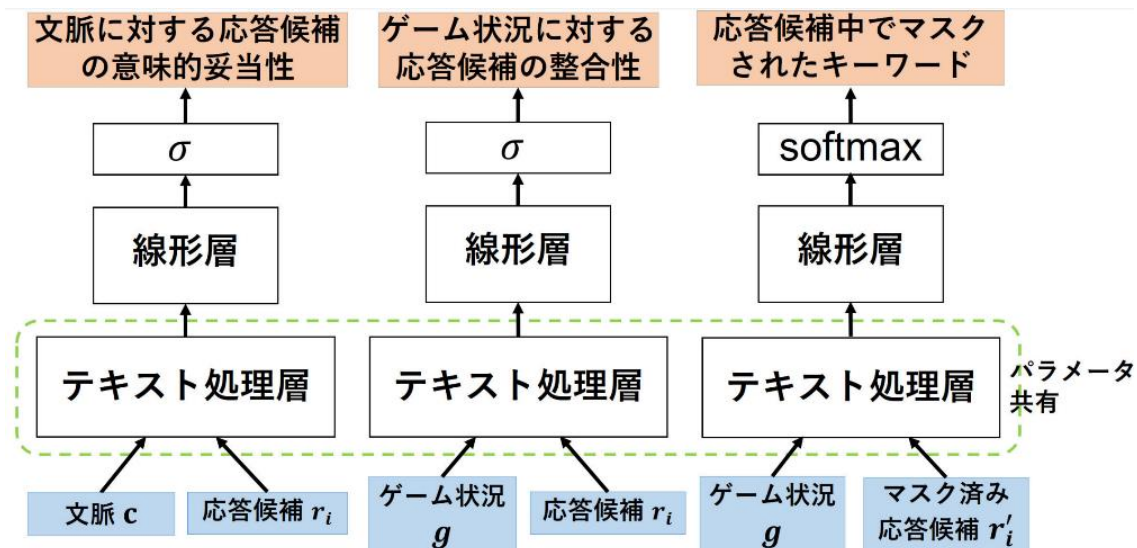 文脈に対する応答候補
の意味的妥当性
ゲーム状況に対する
応答候補の整合性
応答候補中でマスク
されたキーワード
σ
σ
softmax
線形層
線形層
線形層
テキスト処理層
テキスト処理層
テキスト処理層
パラメータ
共有
文脈 c
応答候補 r_i
ゲーム状況
g
応答候補 r_i
ゲーム状況
g
マスク済み
応答候補 r'_i